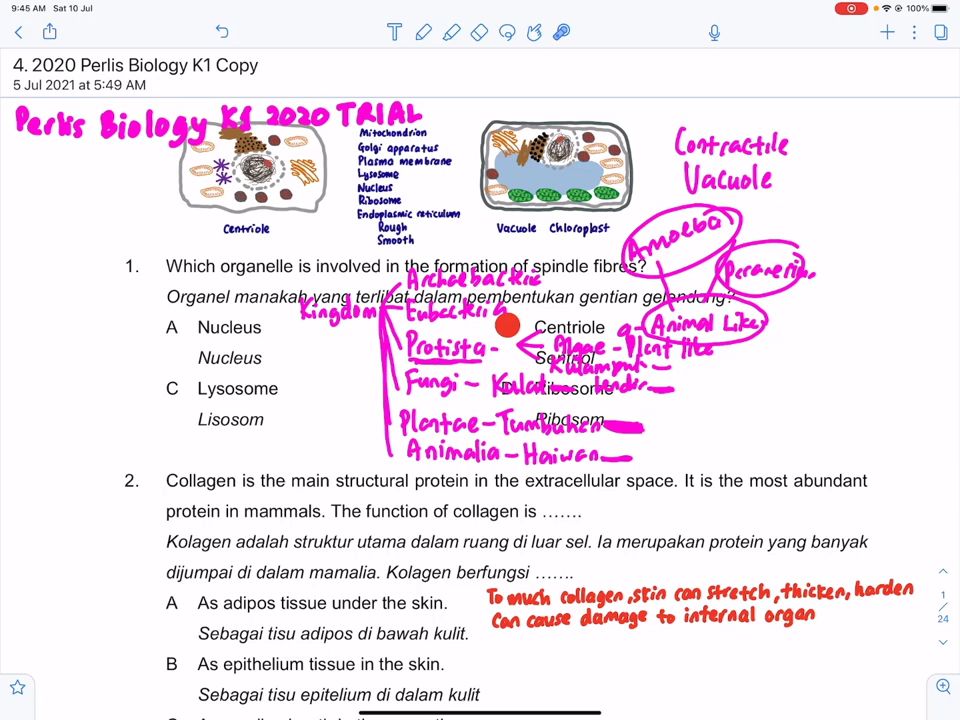 9:45 AM Sat 10 Jul
100%
4. 2020 Perlis Biology K1 Copy
5 Jul 2021 at 5:49 AM
Perlis Biology K1 2020 TRIAL
Mitochondrion
Golgi apparatus
Plasma membrane
Lysosome
Nucleus
Ribosome
Endoplasmic reticulum
Rough
Smooth
Centriole
Vacuole Chloroplast
Contractile
Vacuole
Amoeba
1. Which organelle is involved in the formation of spindle fibres?
Organel manakah yang terlibat dalam pembentukan gentian gelendong?
Archaebacteria
Kingdom
Eubacteria
Protista -
Algae - Plant like
Animal Like
Fungi - Kulat
Kulampuk
lendir
Plantae - Tumbuhan
Animalia - Haiwan
A Nucleus
Nucleus
Centriole
Sentriol
C Lysosome
Lisosom
D Ribosome
Ribosom
2. Collagen is the main structural protein in the extracellular space. It is the most abundant
protein in mammals. The function of collagen is …….
Kolagen adalah struktur utama dalam ruang di luar sel. Ia merupakan protein yang banyak
dijumpai di dalam mamalia. Kolagen berfungsi …….
A As adipos tissue under the skin.
Sebagai tisu adipos di bawah kulit.
To much collagen, skin can stretch, thicken, harden
Can cause damage to internal organ
B As epithelium tissue in the skin.
Sebagai tisu epitelium di dalam kulit
1
/
24